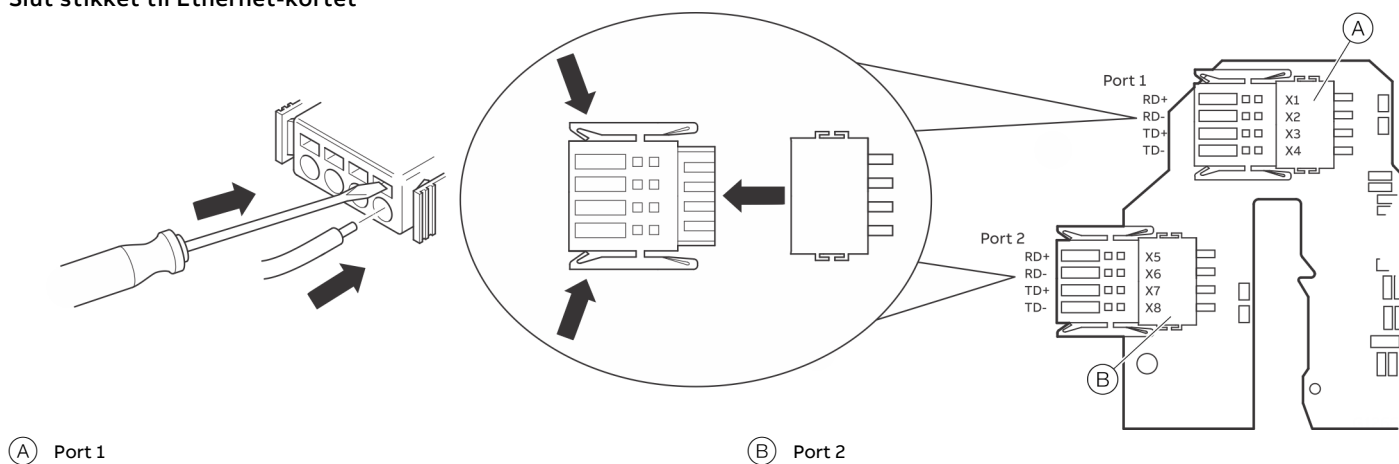 Slut stikket til Ethernet-kortet
A
Port 1
RD+
RD-
TD+
TD-
X1
X2
X3
X4
Port 2
RD+
RD-
TD+
TD-
X5
X6
X7
X8
B
A Port 1
B Port 2